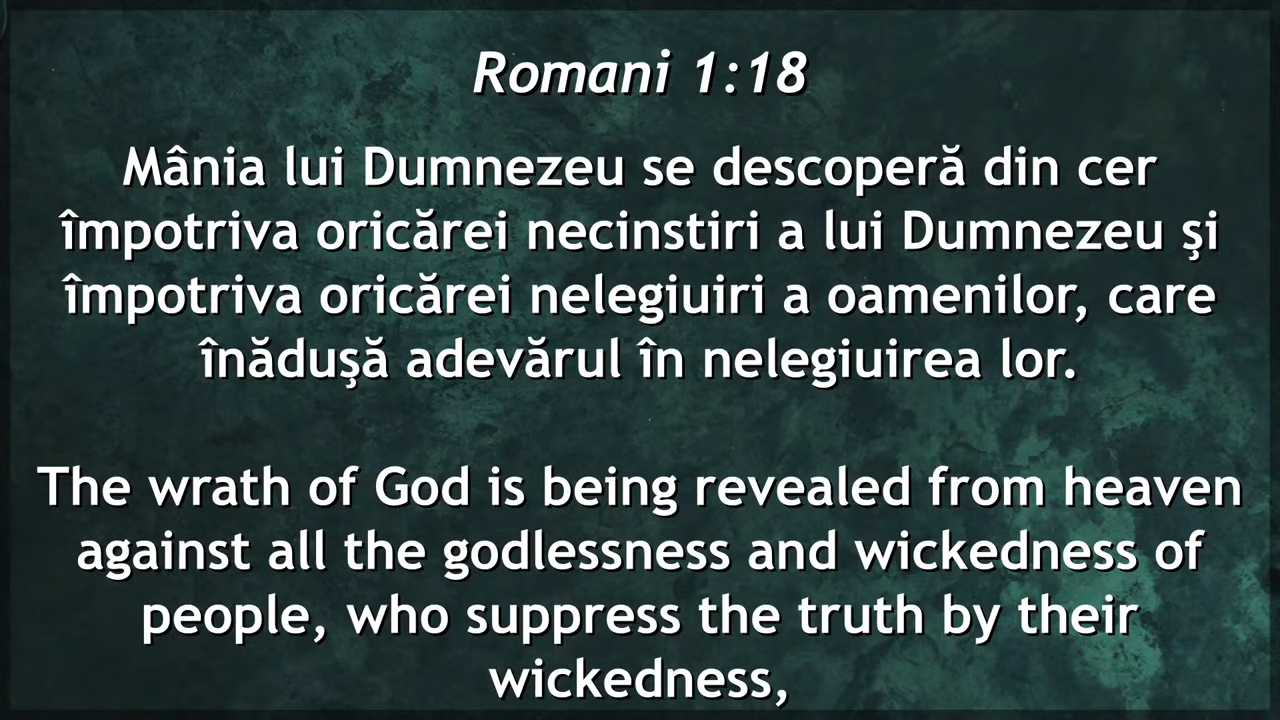 Romani 1:18
Mânia lui Dumnezeu se descoperă din cer
împotriva oricărei necinstiri a lui Dumnezeu şi
împotriva oricărei nelegiuiri a oamenilor, care
înăduşă adevărul în nelegiuirea lor.
The wrath of God is being revealed from heaven
against all the godlessness and wickedness of
people, who suppress the truth by their
wickedness,